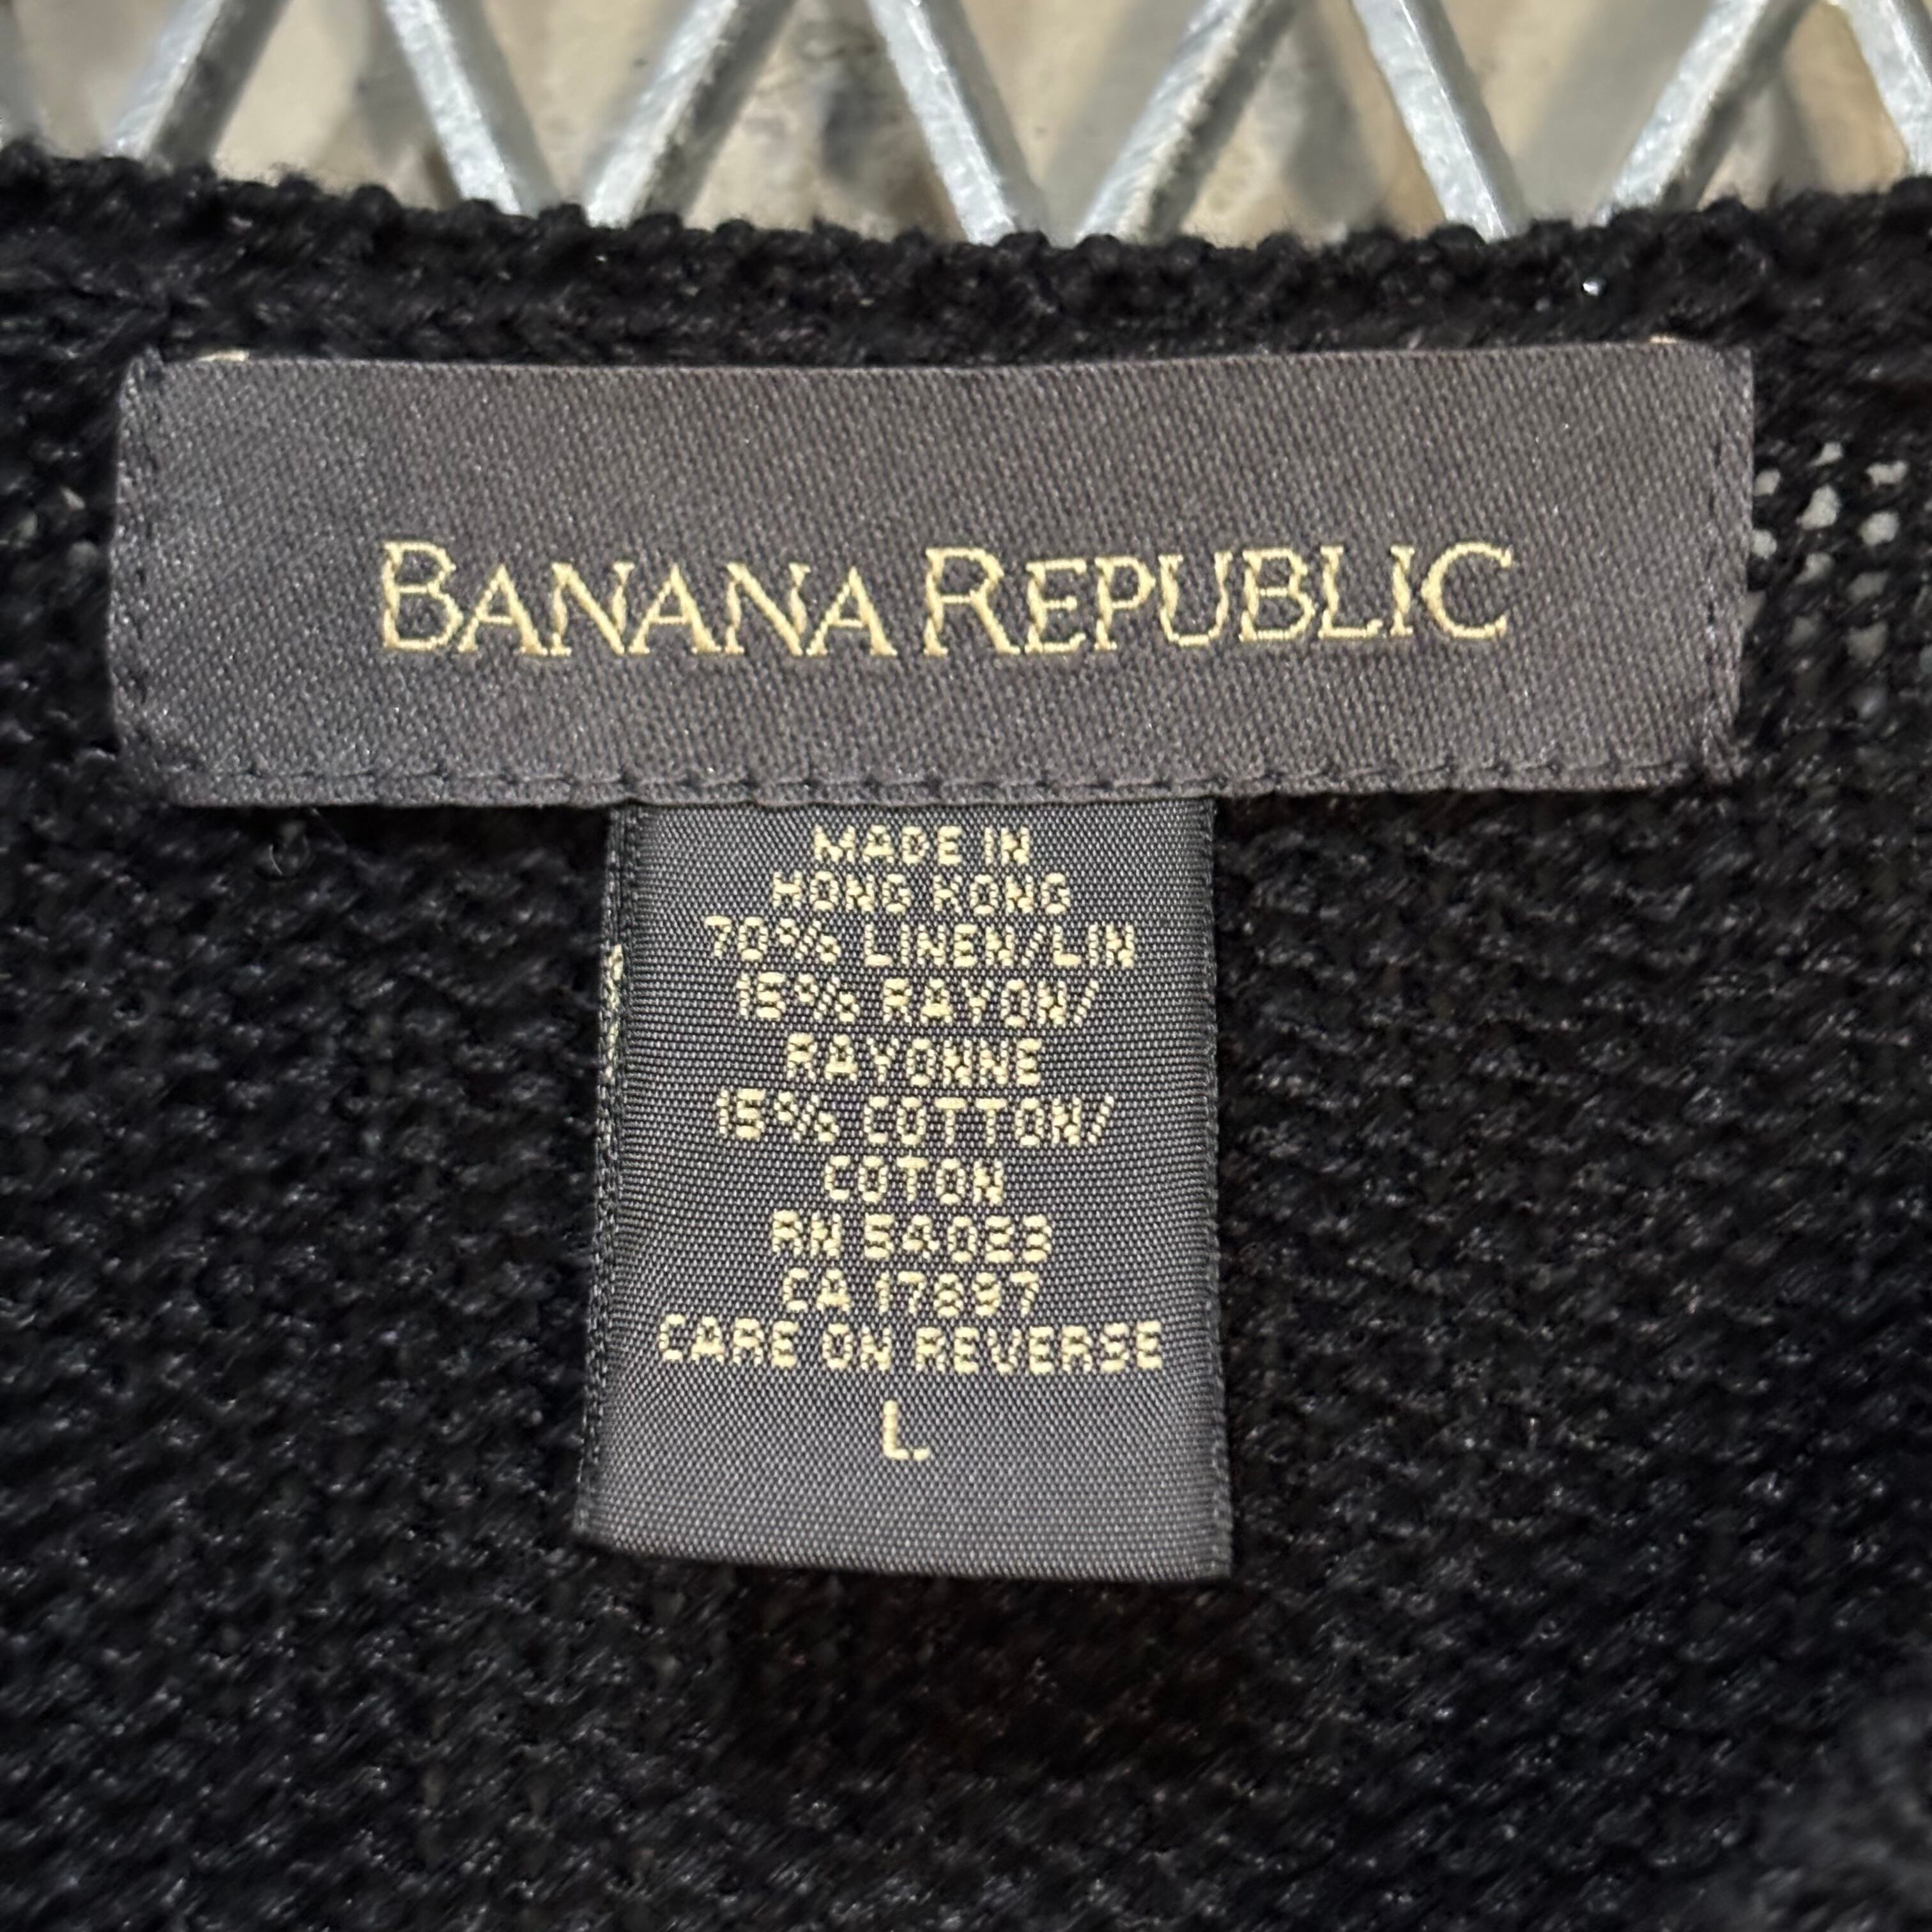 BANANA REPUBLIC
MADE IN
HONG KONG
70% LINEN/LIN
15% RAYON/
RAYONNE
15% COTTON/
COTON
RN 54023
CA 17897
CARE ON REVERSE
L